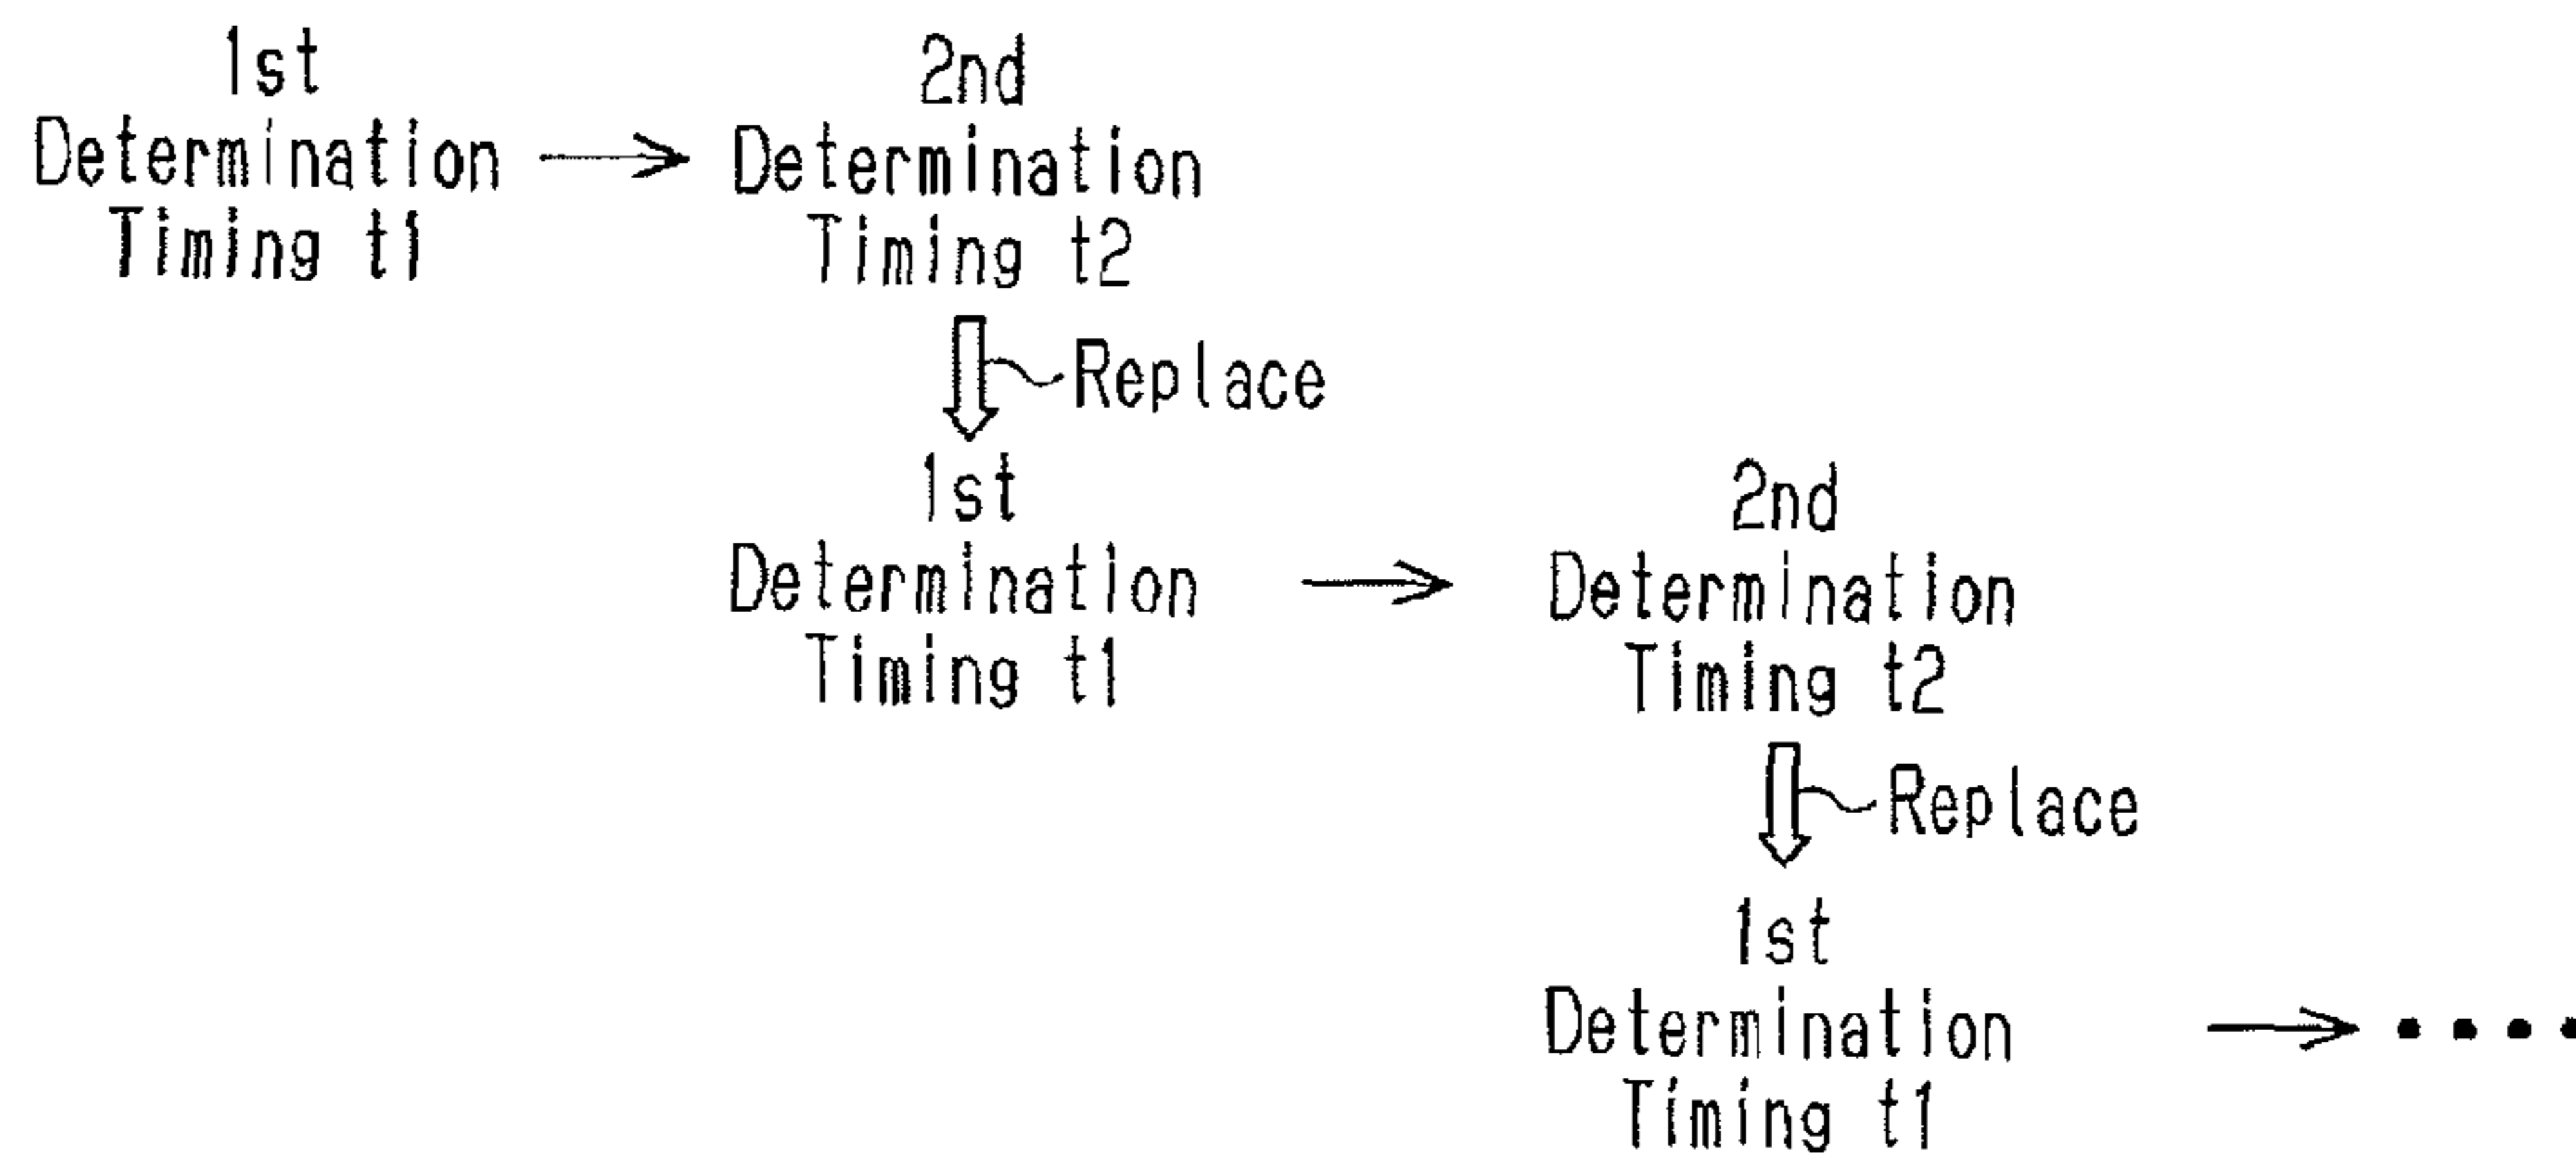 1st
Determination
Timing t1
2nd
Determination
Timing t2
Replace
1st
Determination
Timing t1
2nd
Determination
Timing t2
Replace
1st
Determination
Timing t1